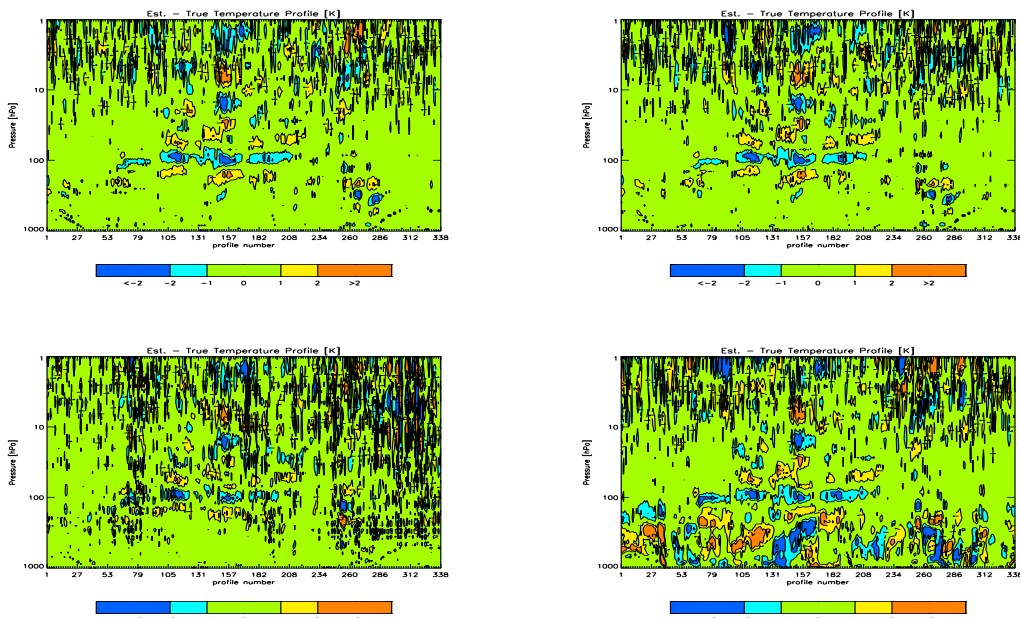 Est. − True Temperature Profile [K]
Pressure [hPa]
1
10
100
1000
1 27 53 79 105 131 157 182 208 234 260 286 312 338
profile number
<-2 -2 -1 0 1 2 >2
Est. − True Temperature Profile [K]
Pressure [hPa]
1
10
100
1000
1 27 53 79 105 131 157 182 208 234 260 286 312 338
profile number
<-2 -2 -1 0 1 2 >2
Est. − True Temperature Profile [K]
Pressure [hPa]
1
10
100
1000
1 27 53 79 105 131 157 182 208 234 260 286 312 338
profile number
Est. − True Temperature Profile [K]
Pressure [hPa]
1
10
100
1000
1 27 53 79 105 131 157 182 208 234 260 286 312 338
profile number